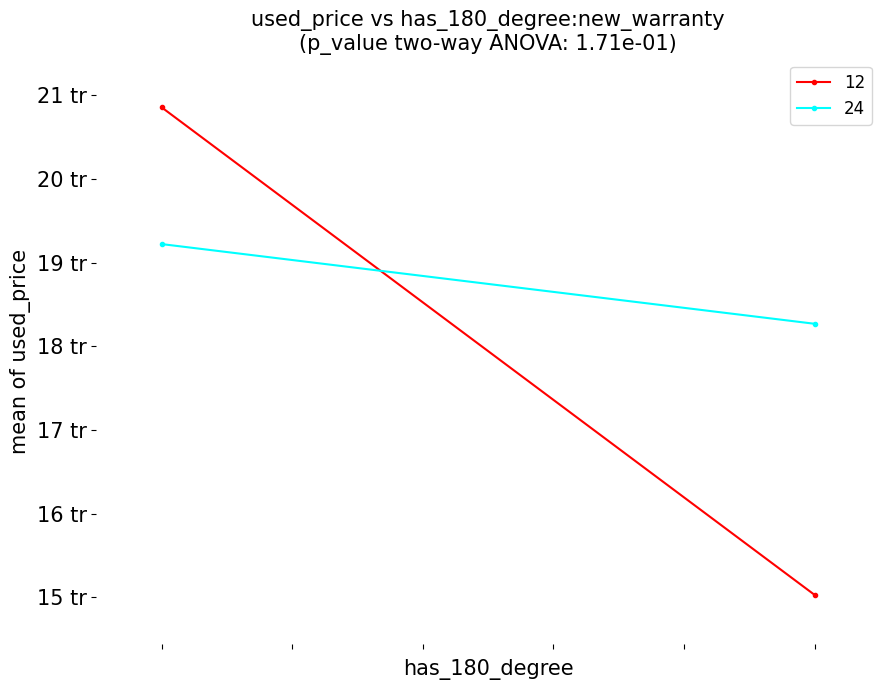 used_price vs has_180_degree:new_warranty
(p_value two-way ANOVA: 1.71e-01)
12
24
21 tr
20 tr
19 tr
18 tr
17 tr
16 tr
15 tr
mean of used_price
has_180_degree